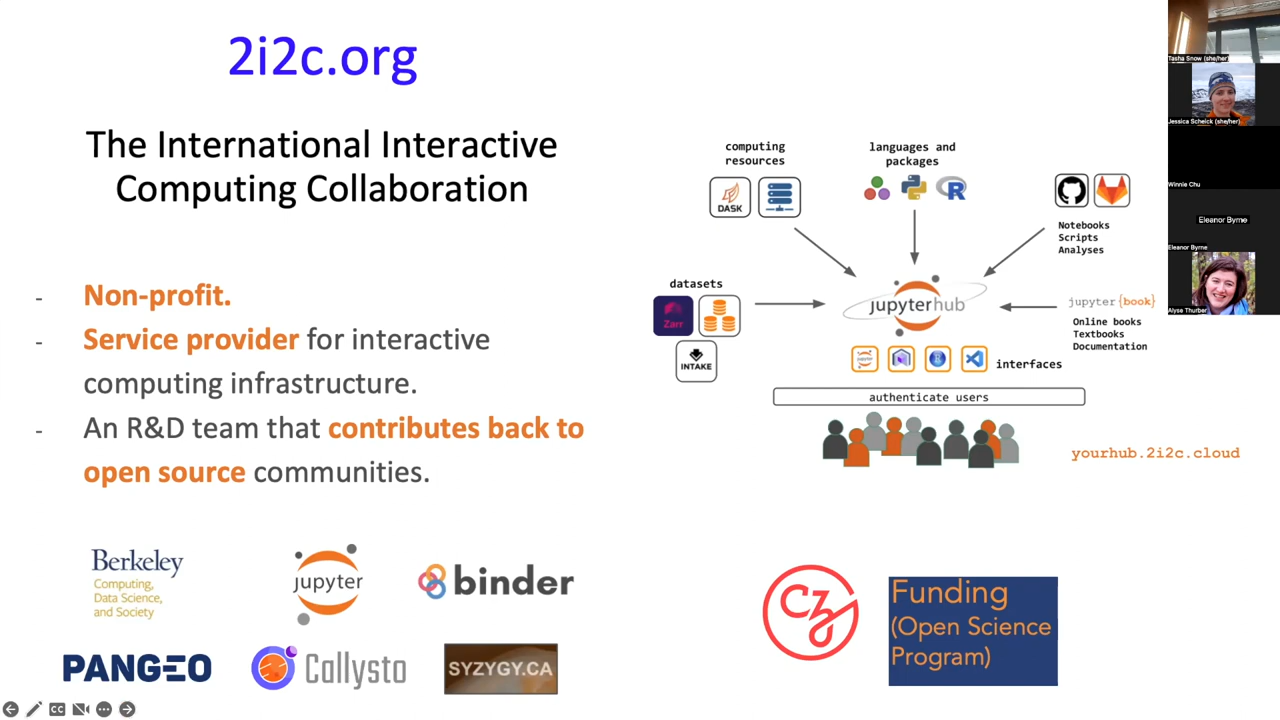 2i2c.org
The International Interactive
Computing Collaboration
- Non-profit.
- Service provider for interactive
computing infrastructure.
- An R&D team that contributes back to
open source communities.
Berkeley
Computing,
Data Science,
and Society
jupyter
binder
PANGEO
Callysto
SYZYGY.CA
computing
resources
DASK
languages and
packages
R
Notebooks
Scripts
Analyses
datasets
Zarr
INTAKE
jupyterhub
jupyter {book}
Online books
Textbooks
Documentation
interfaces
authenticate users
yourhub.2i2c.cloud
CZI
Funding
(Open Science
Program)
Tasha Snow (she/her)
Jessica Scheick (she/her)
Winnie Chu
Eleanor Byrne
Eleanor Byrne
Alyse Thurber
CC